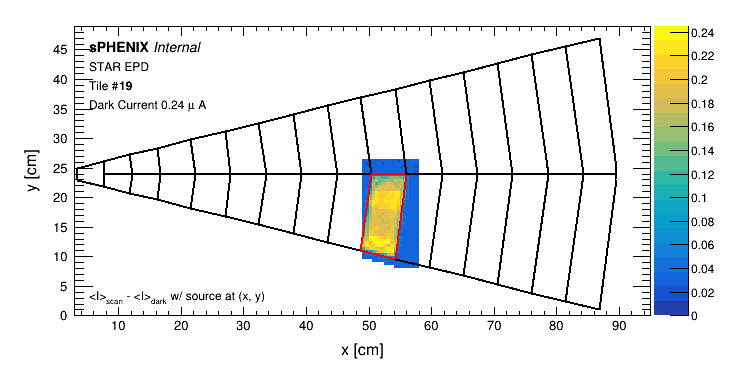 sPHENIX Internal
STAR EPD
Tile #19
Dark Current 0.24 μ A
<I>scan - <I>dark w/ source at (x, y)
y [cm]
45
40
35
30
25
20
15
10
5
0
10 20 30 40 50 60 70 80 90
x [cm]
0.24
0.22
0.2
0.18
0.16
0.14
0.12
0.1
0.08
0.06
0.04
0.02
0